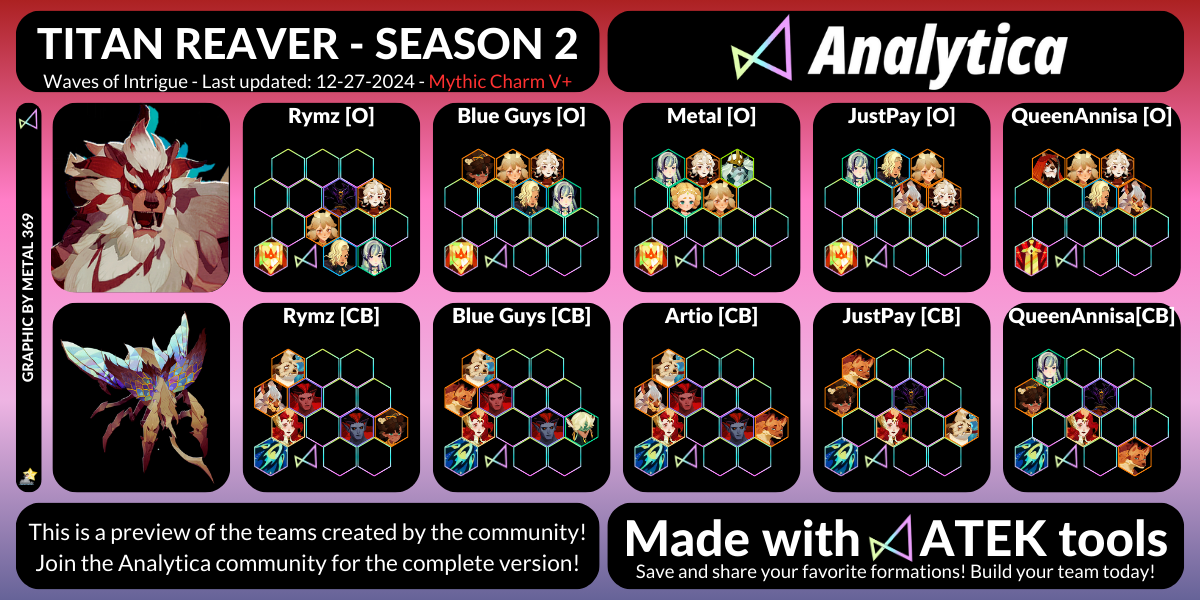 TITAN REAVER - SEASON 2
Waves of Intrigue - Last updated: 12-27-2024 - Mythic Charm V+
Analytica
GRAPHIC BY METAL 369
Rymz [O]
Blue Guys [O]
Metal [O]
JustPay [O]
QueenAnnisa [O]
Rymz [CB]
Blue Guys [CB]
Artio [CB]
JustPay [CB]
QueenAnnisa[CB]
This is a preview of the teams created by the community!
Join the Analytica community for the complete version!
Made with ATEK tools
Save and share your favorite formations! Build your team today!